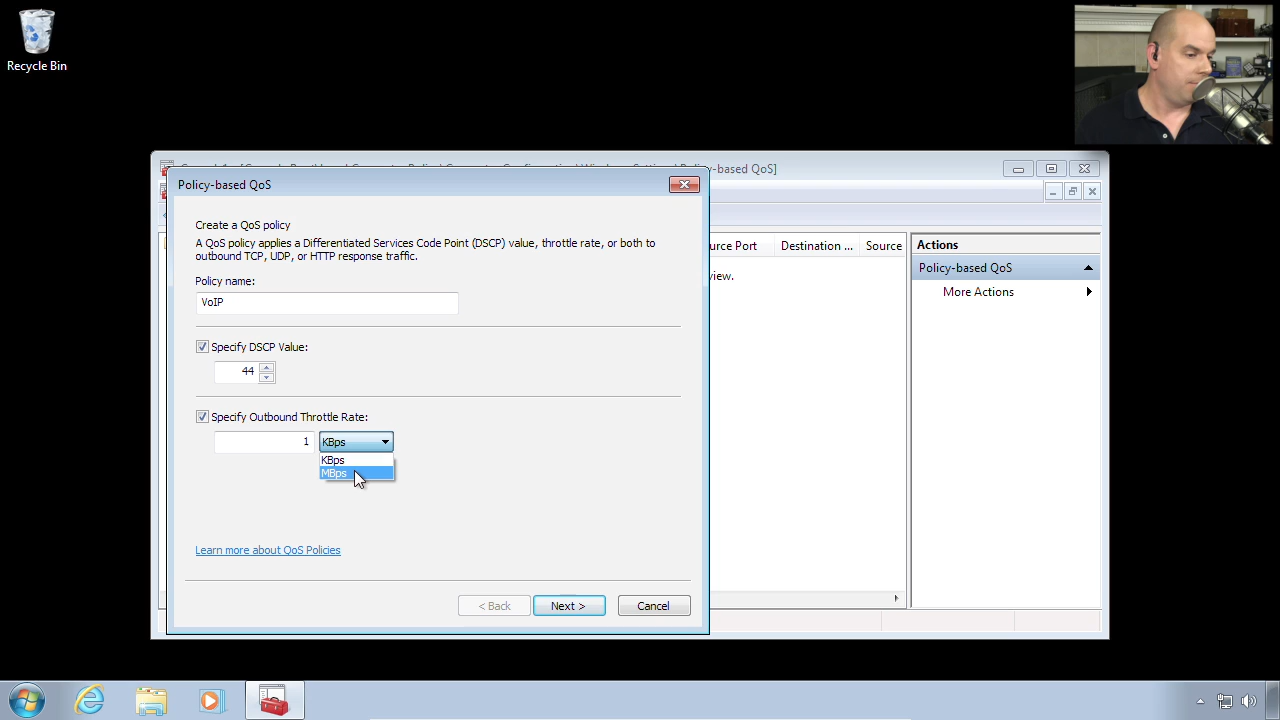 Recycle Bin
-based QoS]
Policy-based QoS
Create a QoS policy
A QoS policy applies a Differentiated Services Code Point (DSCP) value, throttle rate, or both to
outbound TCP, UDP, or HTTP response traffic.
Policy name:
VoIP
Specify DSCP Value:
44
Specify Outbound Throttle Rate:
1
KBps
KBps
MBps
Learn more about QoS Policies
< Back
Next >
Cancel
urce Port
Destination ...
Source
view.
Actions
Policy-based QoS
More Actions